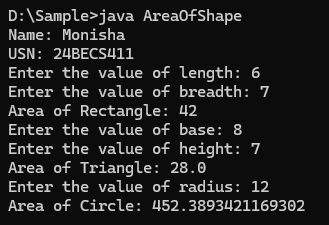 D:\Sample>java AreaOfShape
Name: Monisha
USN: 24BECS411
Enter the value of length: 6
Enter the value of breadth: 7
Area of Rectangle: 42
Enter the value of base: 8
Enter the value of height: 7
Area of Triangle: 28.0
Enter the value of radius: 12
Area of Circle: 452.3893421169302